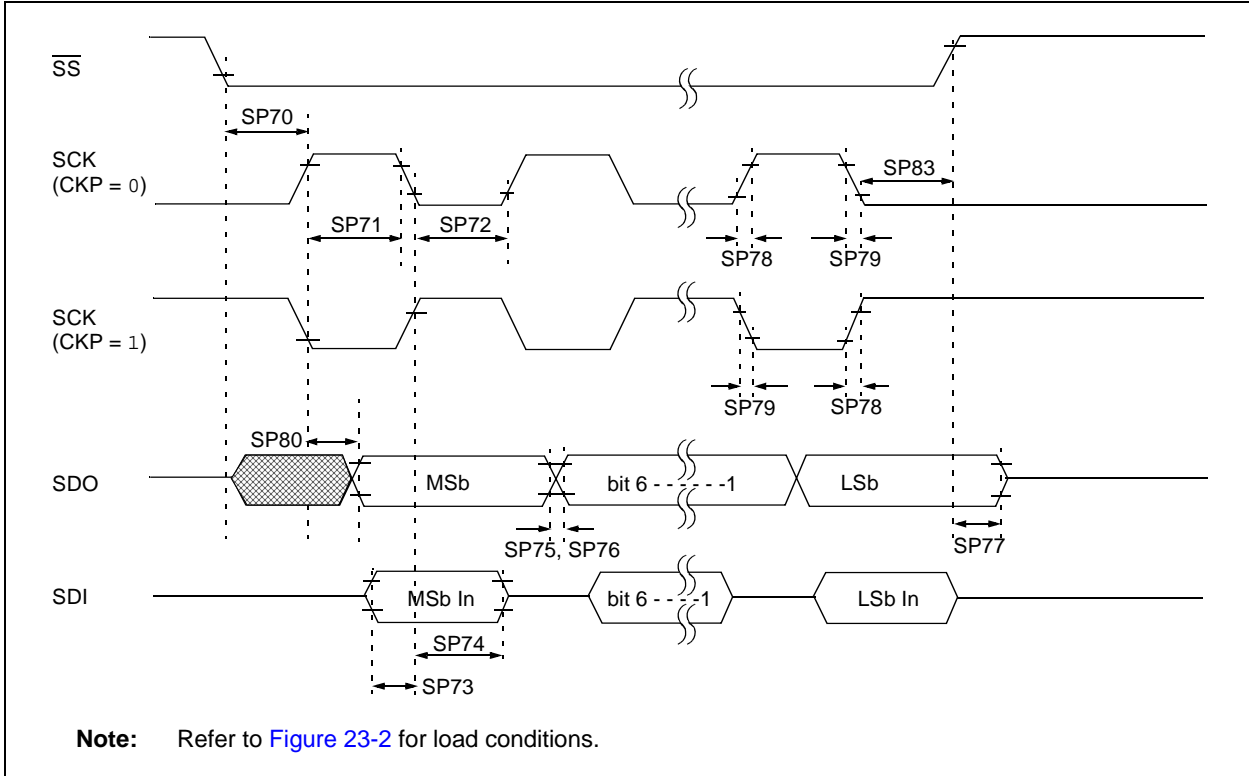 SS
SP70
SCK
(CKP = 0)
SP83
SP71
SP72
SP78
SP79
SCK
(CKP = 1)
SP79
SP78
SP80
SDO
MSb
bit 6 - - - - - -1
LSb
SP75, SP76
SP77
SDI
MSb In
bit 6 - - - -1
LSb In
SP74
SP73
Note: Refer to Figure 23-2 for load conditions.